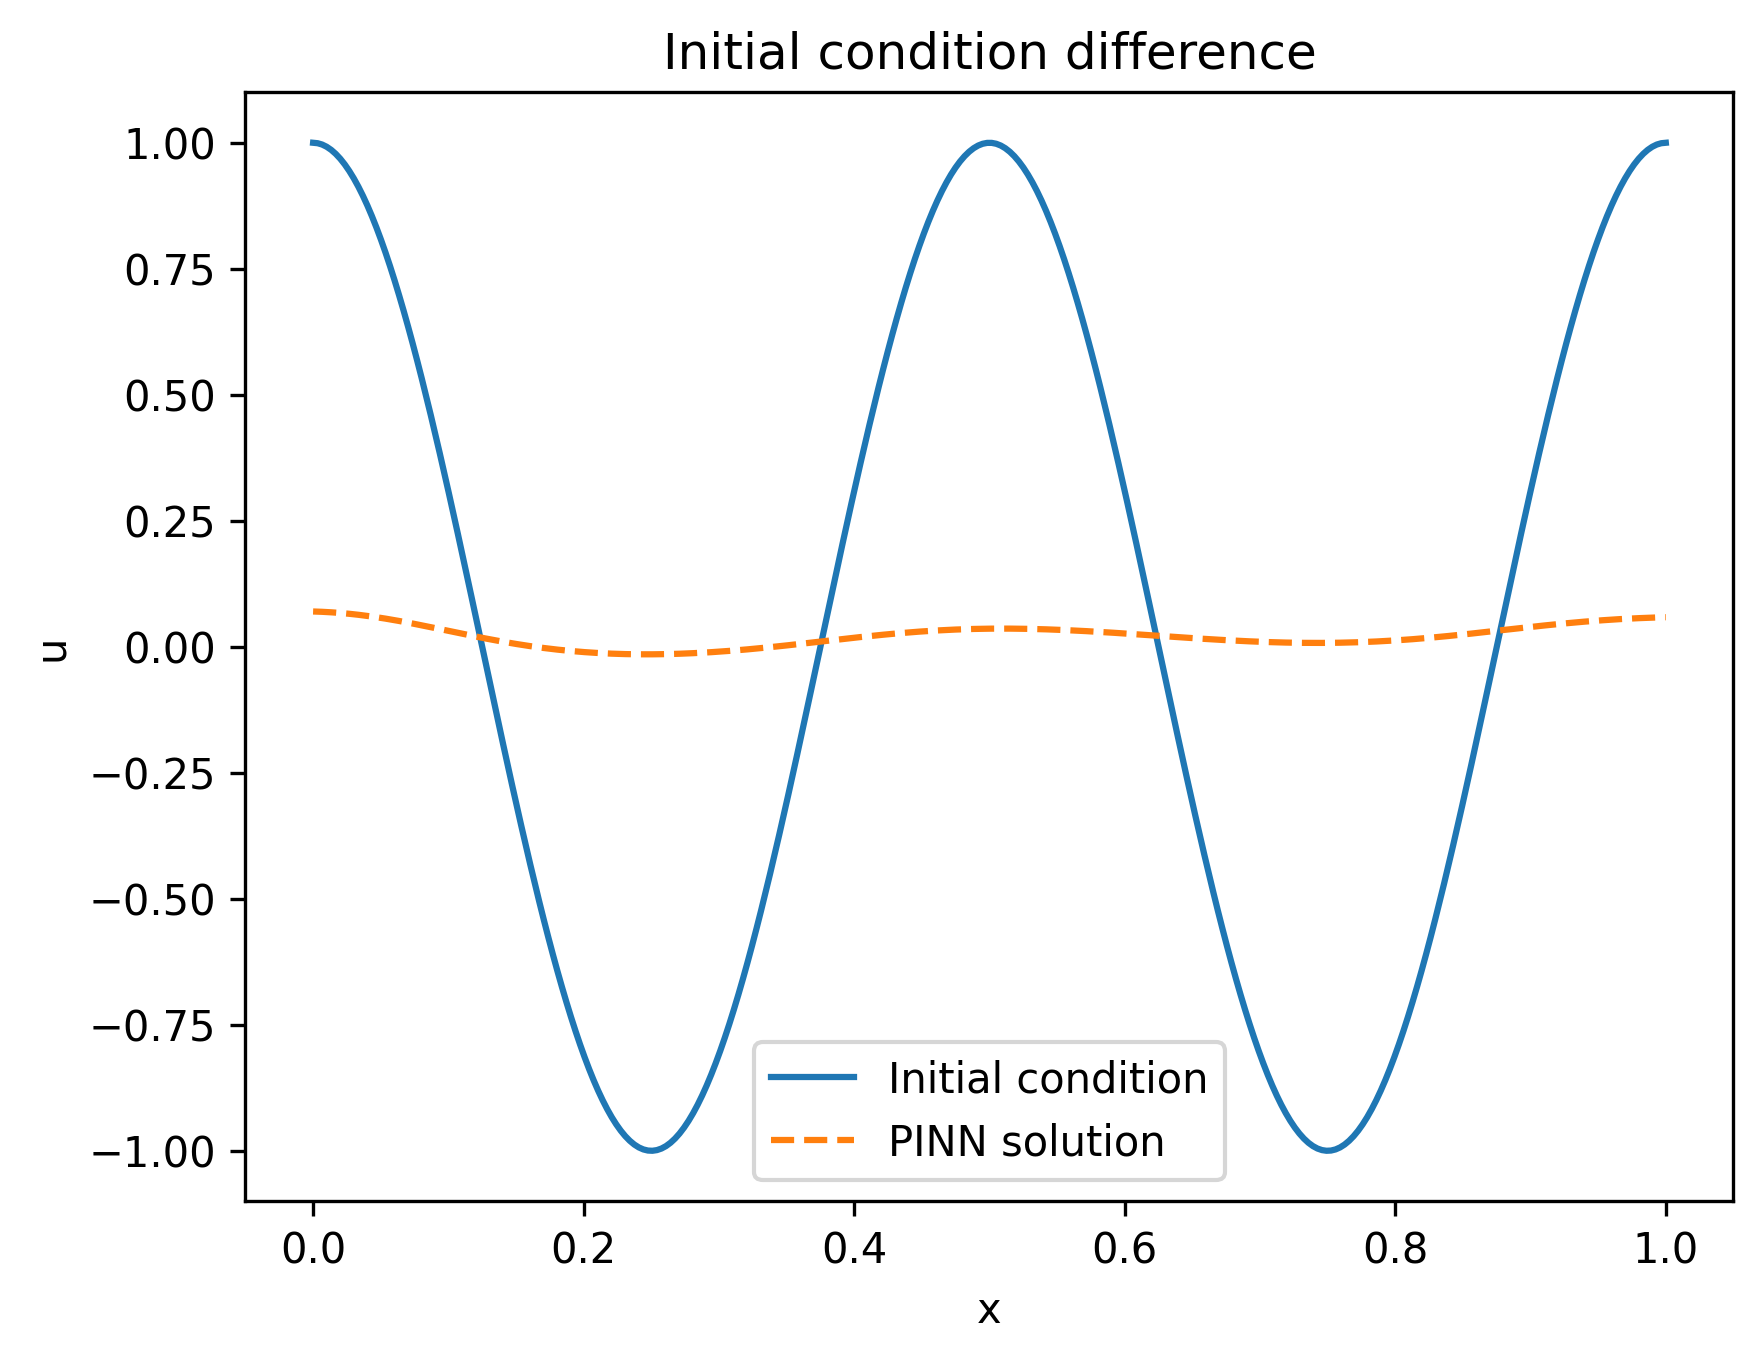 Initial condition difference
1.00
0.75
0.50
0.25
0.00
−0.25
−0.50
−0.75
−1.00
u
Initial condition
PINN solution
0.0 0.2 0.4 0.6 0.8 1.0
x